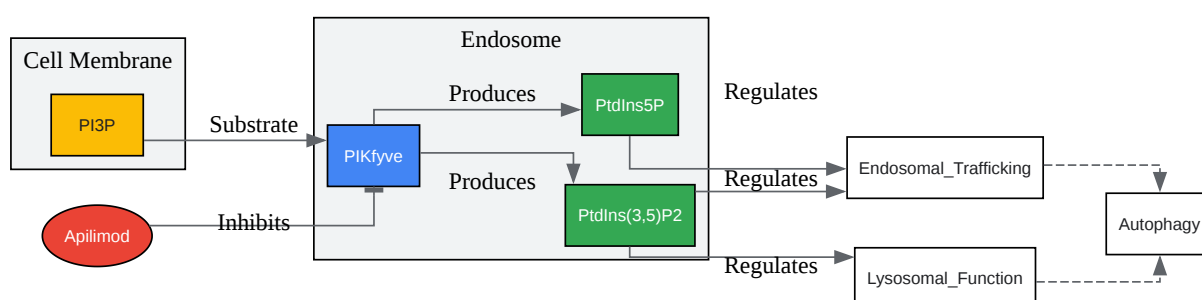 Cell Membrane
PI3P
Substrate
Apilimod
Inhibits
Endosome
PIKfyve
Produces
Produces
PtdIns5P
PtdIns(3,5)P2
Regulates
Regulates
Regulates
Endosomal_Trafficking
Lysosomal_Function
Autophagy